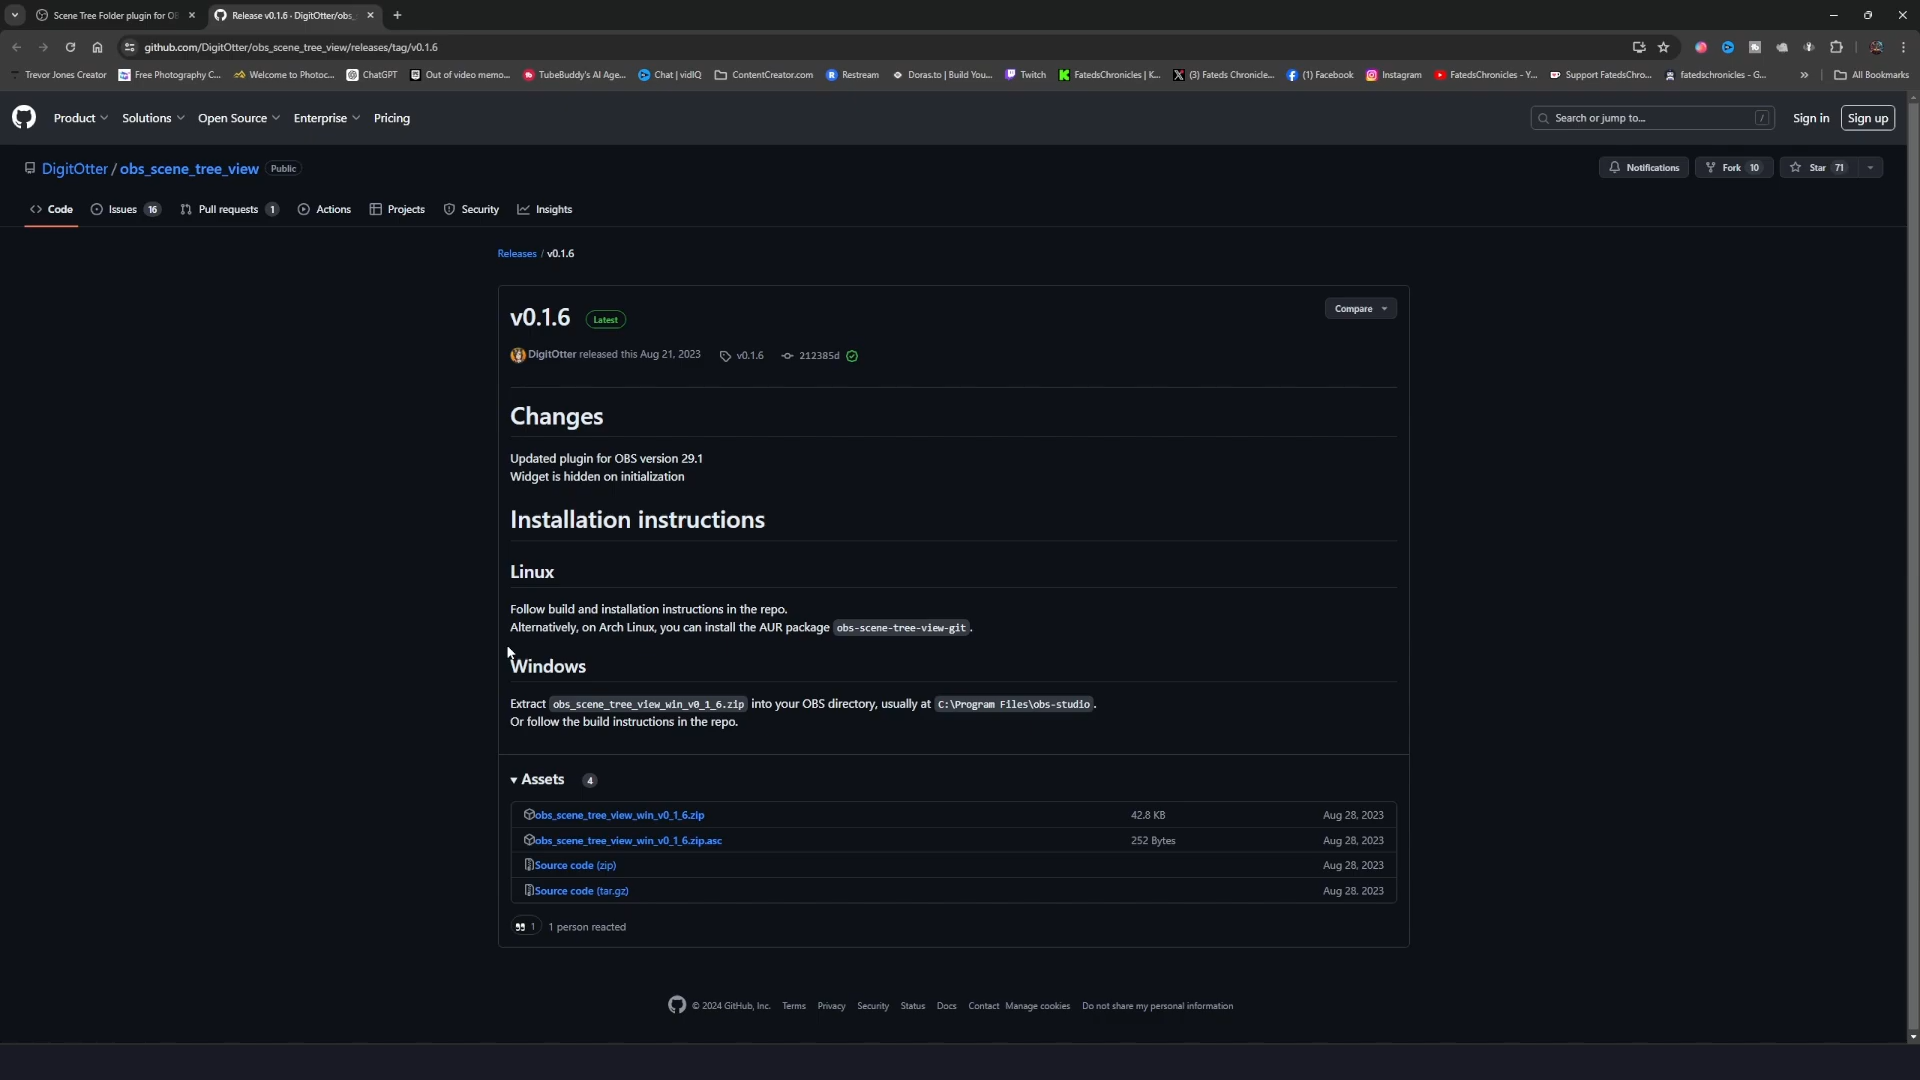 Scene Tree Folder plugin for O
Release v0.1.6 · DigitOtter/obs_
github.com/DigitOtter/obs_scene_tree_view/releases/tag/v0.1.6
Trevor Jones Creator
Free Photography C...
Welcome to Photoc...
ChatGPT
Out of video memo...
TubeBuddy's AI Age...
Chat | vidIQ
ContentCreator.com
Restream
Doras.to | Build You...
Twitch
FatedsChronicles | K...
(3) Fateds Chronicle...
(1) Facebook
Instagram
FatedsChronicles - Y...
Support FatedsChro...
fatedschronicles - G...
» All Bookmarks
Product Solutions Open Source Enterprise Pricing
Search or jump to... /
Sign in Sign up
DigitOtter / obs_scene_tree_view Public
Notifications Fork 10 Star 71
Code Issues 16 Pull requests 1 Actions Projects Security Insights
Releases / v0.1.6
v0.1.6 Latest
Compare
DigitOtter released this Aug 21, 2023 v0.1.6 212385d
Changes
Updated plugin for OBS version 29.1
Widget is hidden on initialization
Installation instructions
Linux
Follow build and installation instructions in the repo.
Alternatively, on Arch Linux, you can install the AUR package obs-scene-tree-view-git .
Windows
Extract obs_scene_tree_view_win_v0_1_6.zip into your OBS directory, usually at C:\Program Files\obs-studio .
Or follow the build instructions in the repo.
Assets 4
obs_scene_tree_view_win_v0_1_6.zip 42.8 KB Aug 28, 2023
obs_scene_tree_view_win_v0_1_6.zip.asc 252 Bytes Aug 28, 2023
Source code (zip) Aug 28, 2023
Source code (tar.gz) Aug 28, 2023
1 1 person reacted
© 2024 GitHub, Inc. Terms Privacy Security Status Docs Contact Manage cookies Do not share my personal information